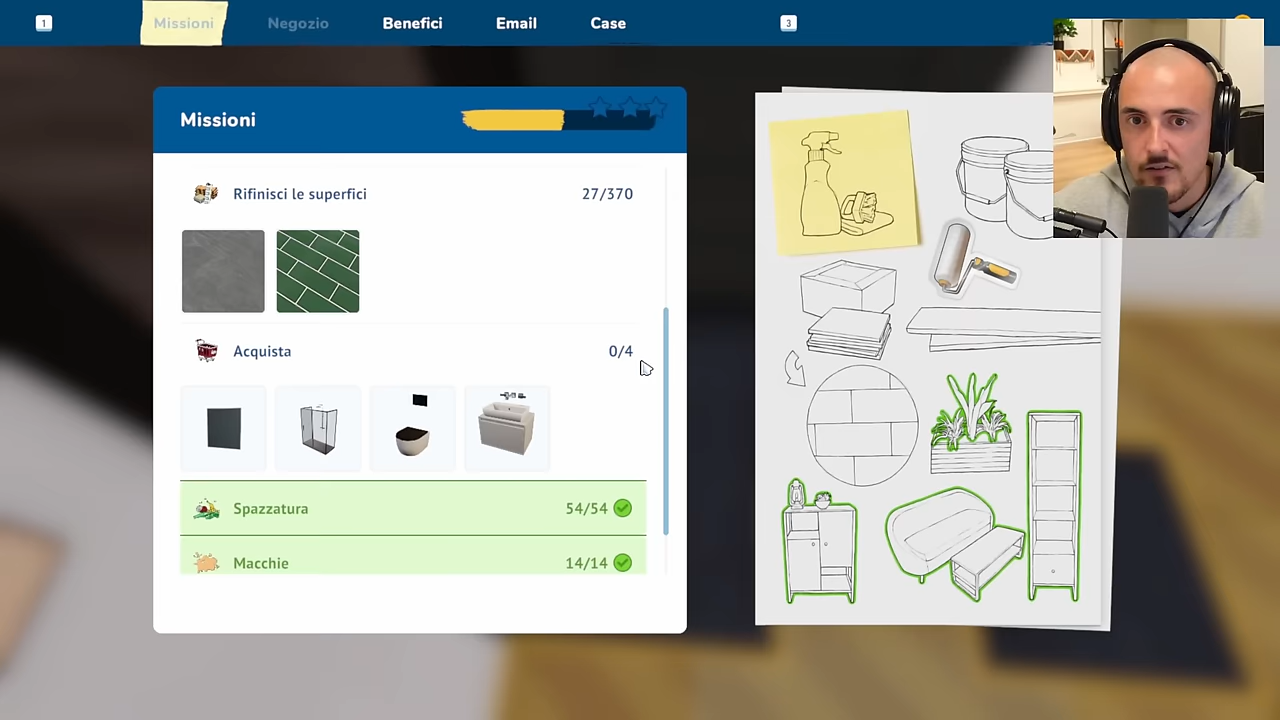 1 Missioni Negozio Benefici Email Case 3
Missioni
Rifinisci le superfici 27/370
Acquista 0/4
Spazzatura 54/54
Macchie 14/14